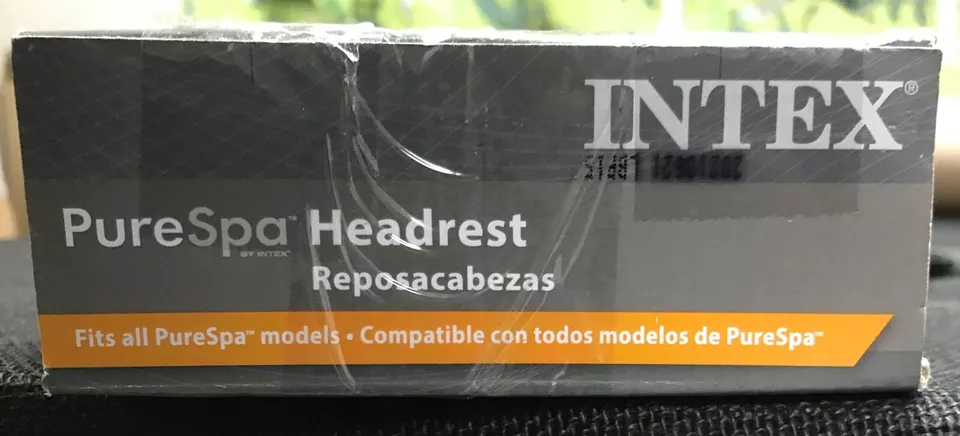 INTEX®
PureSpa™ Headrest
BY INTEX®
Reposacabezas
Fits all PureSpa™ models • Compatible con todos modelos de PureSpa™